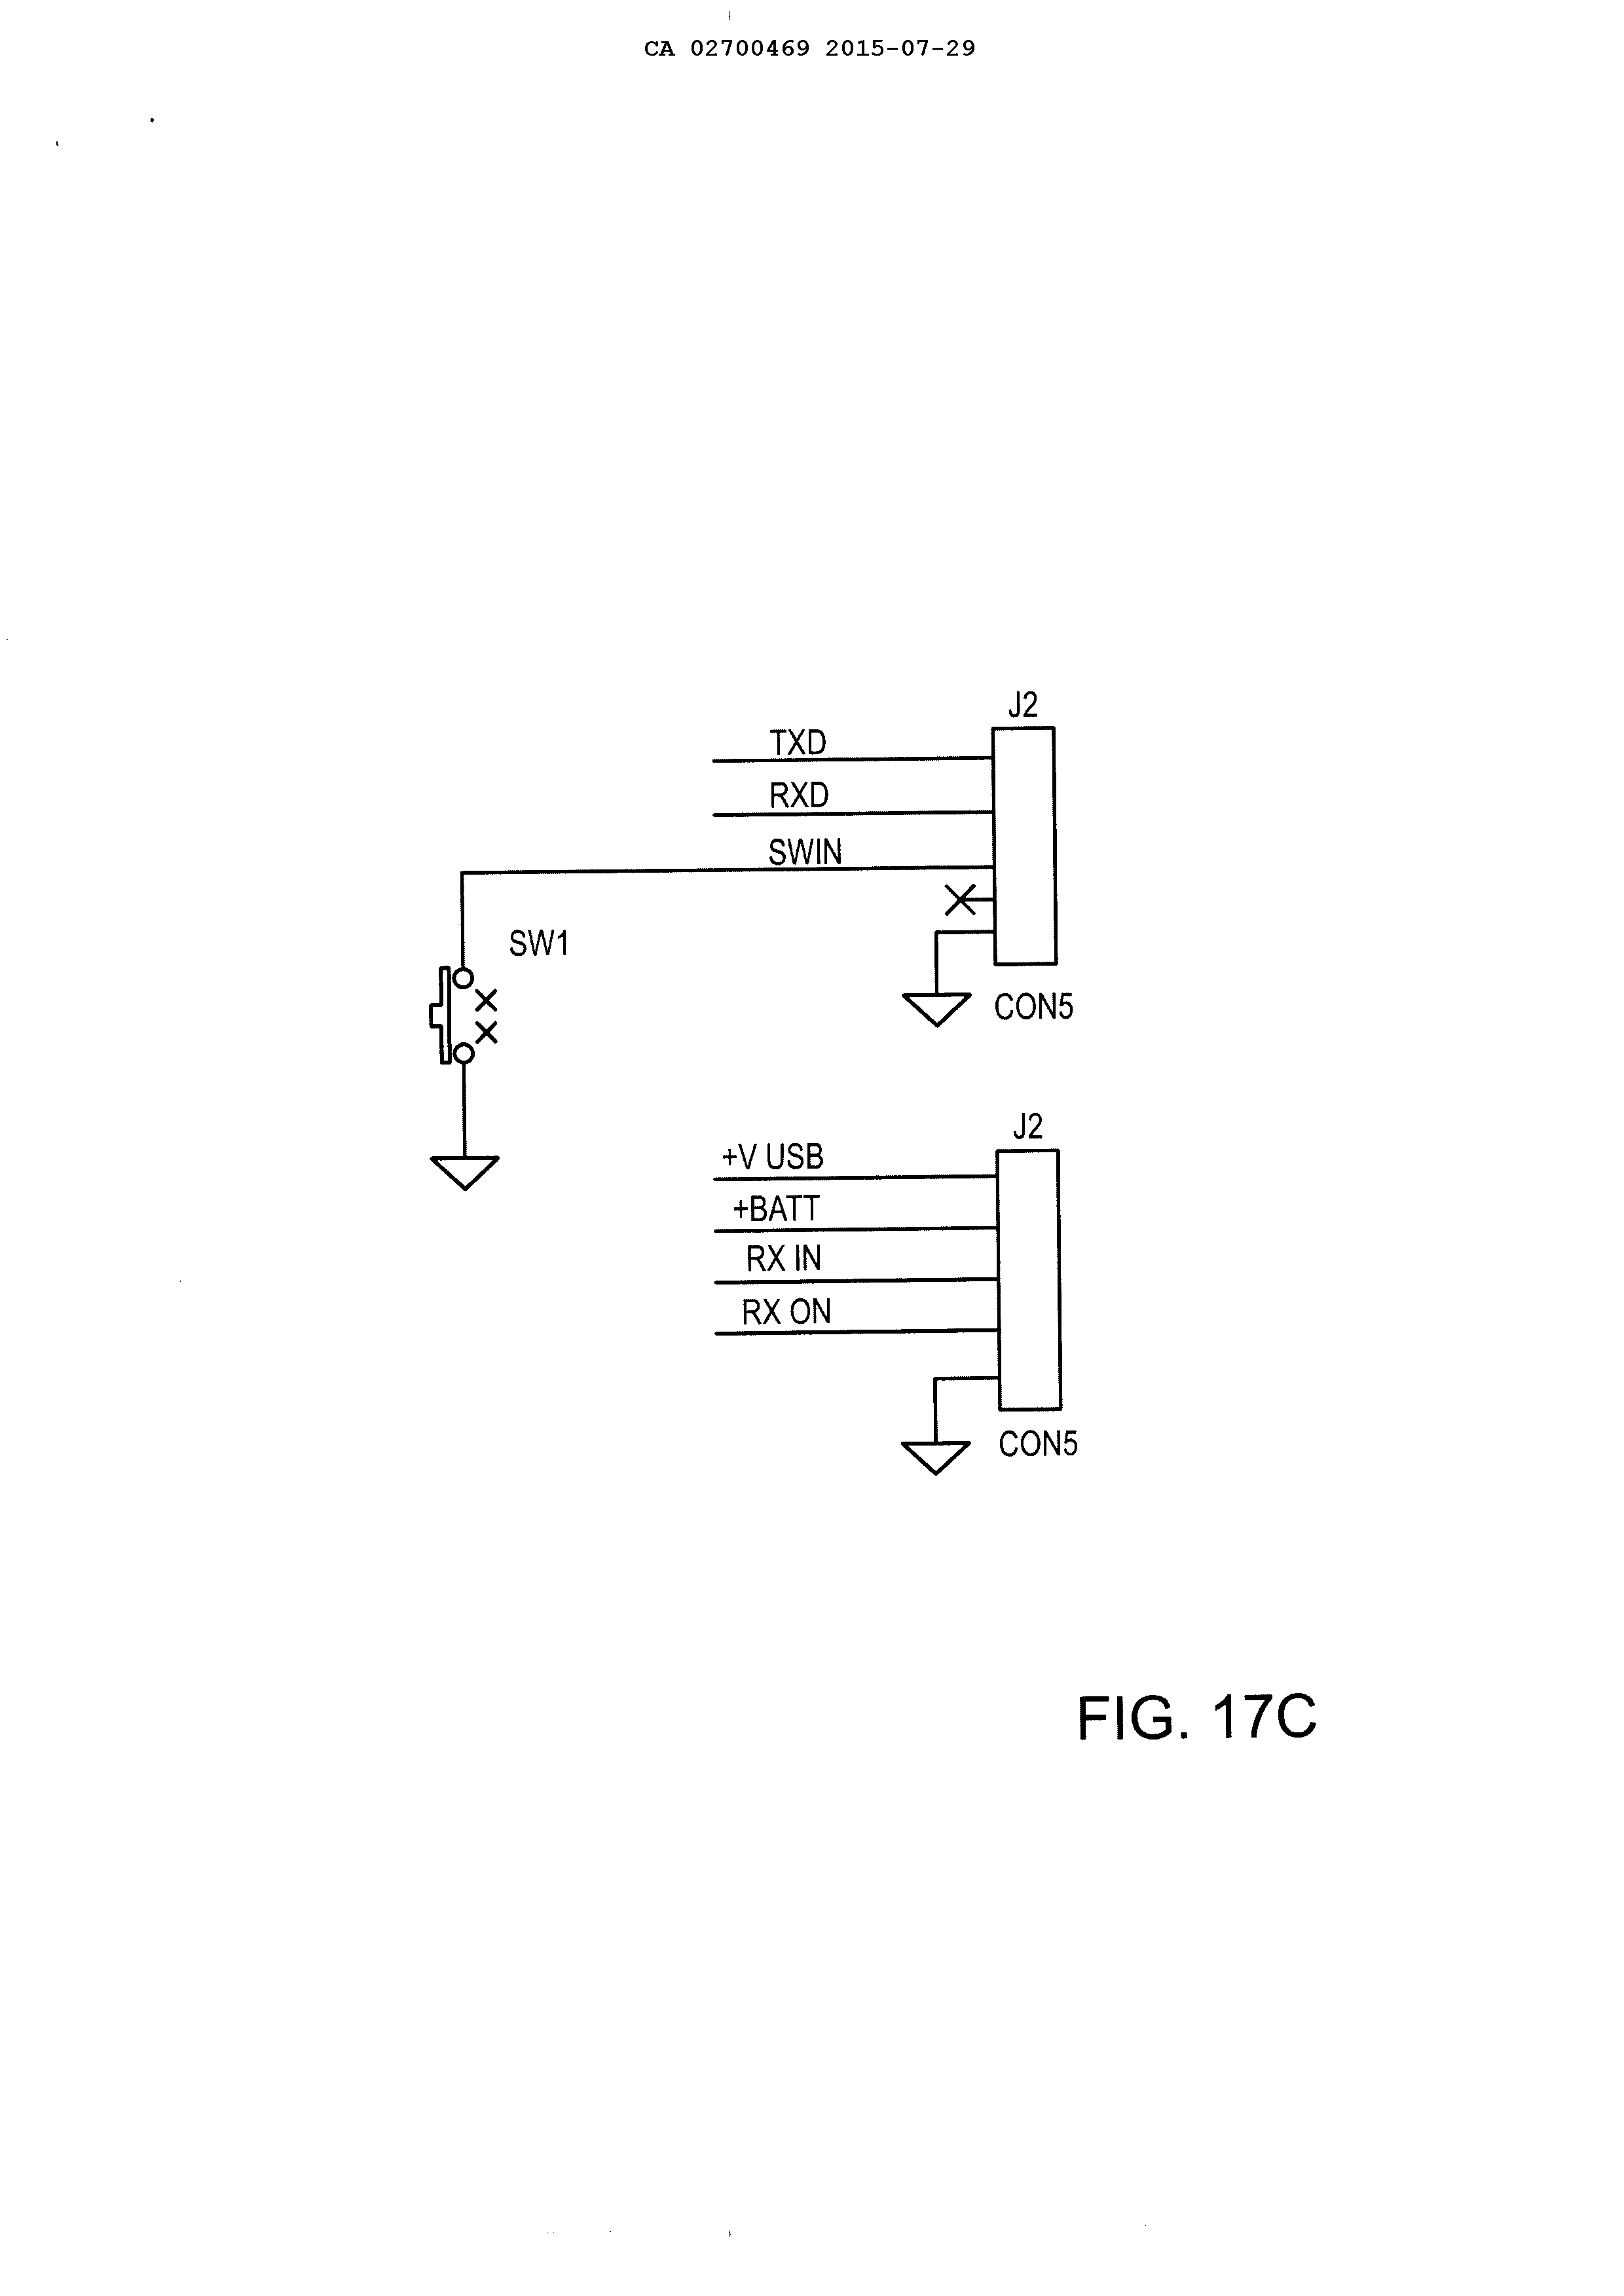 CA 02700469 2015-07-29
J2
TXD
RXD
SWIN
SW1
CON5
J2
+V USB
+BATT
RX IN
RX ON
CON5
FIG. 17C